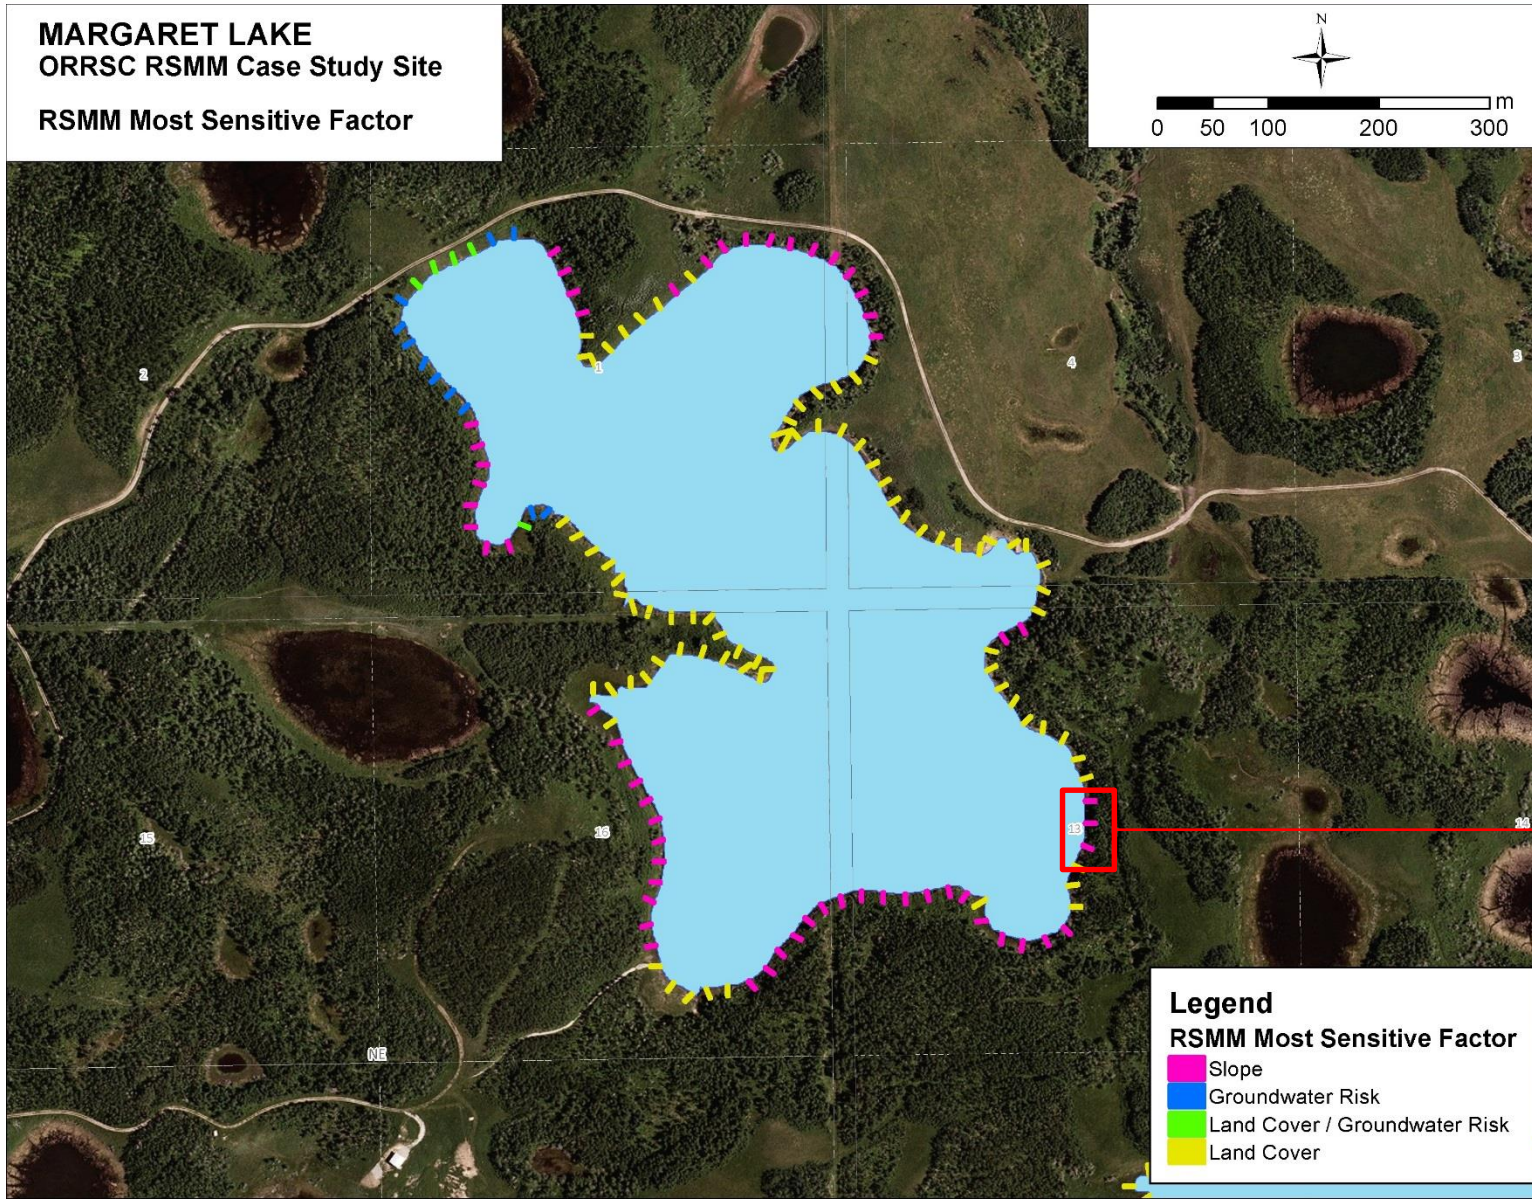 MARGARET LAKE
ORRSC RSMM Case Study Site
RSMM Most Sensitive Factor
N
m
0 50 100 200 300
2
1
4
3
15
16
13
14
NE
Legend
RSMM Most Sensitive Factor
Slope
Groundwater Risk
Land Cover / Groundwater Risk
Land Cover